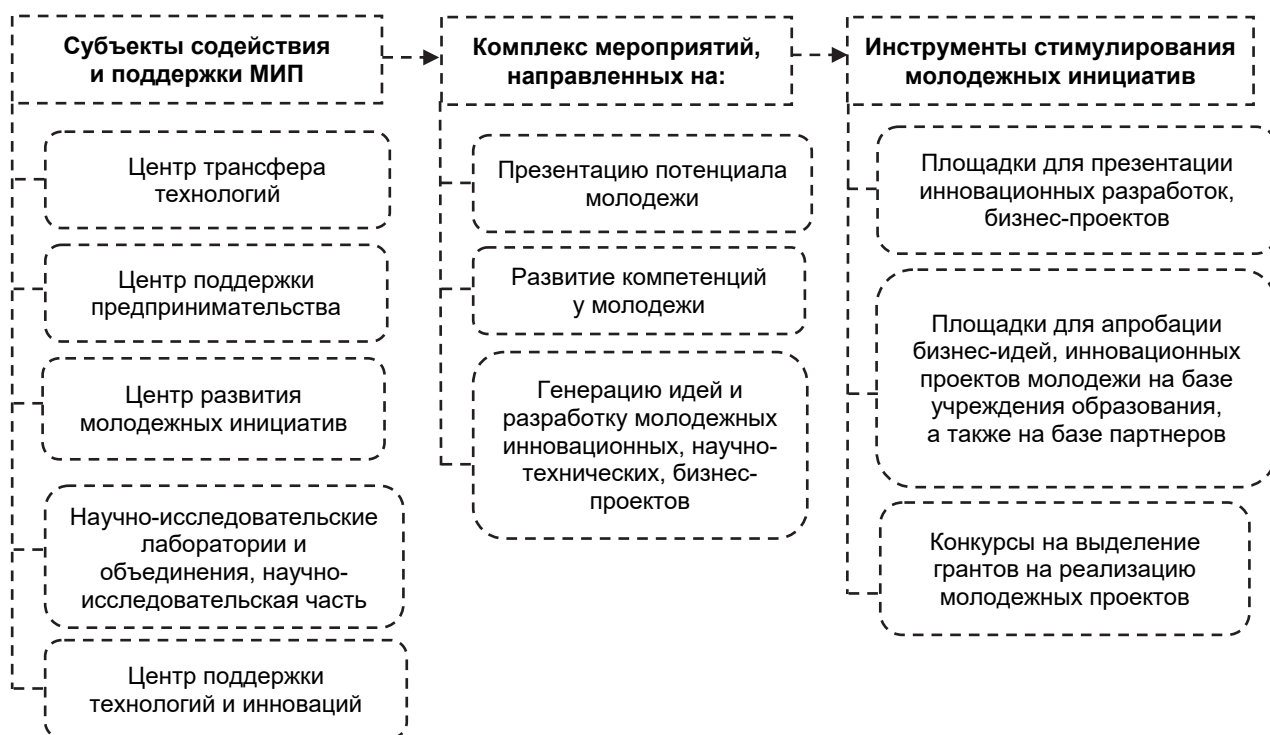 Субъекты содействия
и поддержки МИП
Центр трансфера
технологий
Центр поддержки
предпринимательства
Центр развития
молодежных инициатив
Научно-исследовательские
лаборатории и
объединения, научно-
исследовательская часть
Центр поддержки
технологий и инноваций
Комплекс мероприятий,
направленных на:
Презентацию потенциала
молодежи
Развитие компетенций
у молодежи
Генерацию идей и
разработку молодежных
инновационных, научно-
технических, бизнес-
проектов
Инструменты стимулирования
молодежных инициатив
Площадки для презентации
инновационных разработок,
бизнес-проектов
Площадки для апробации
бизнес-идей, инновационных
проектов молодежи на базе
учреждения образования,
а также на базе партнеров
Конкурсы на выделение
грантов на реализацию
молодежных проектов